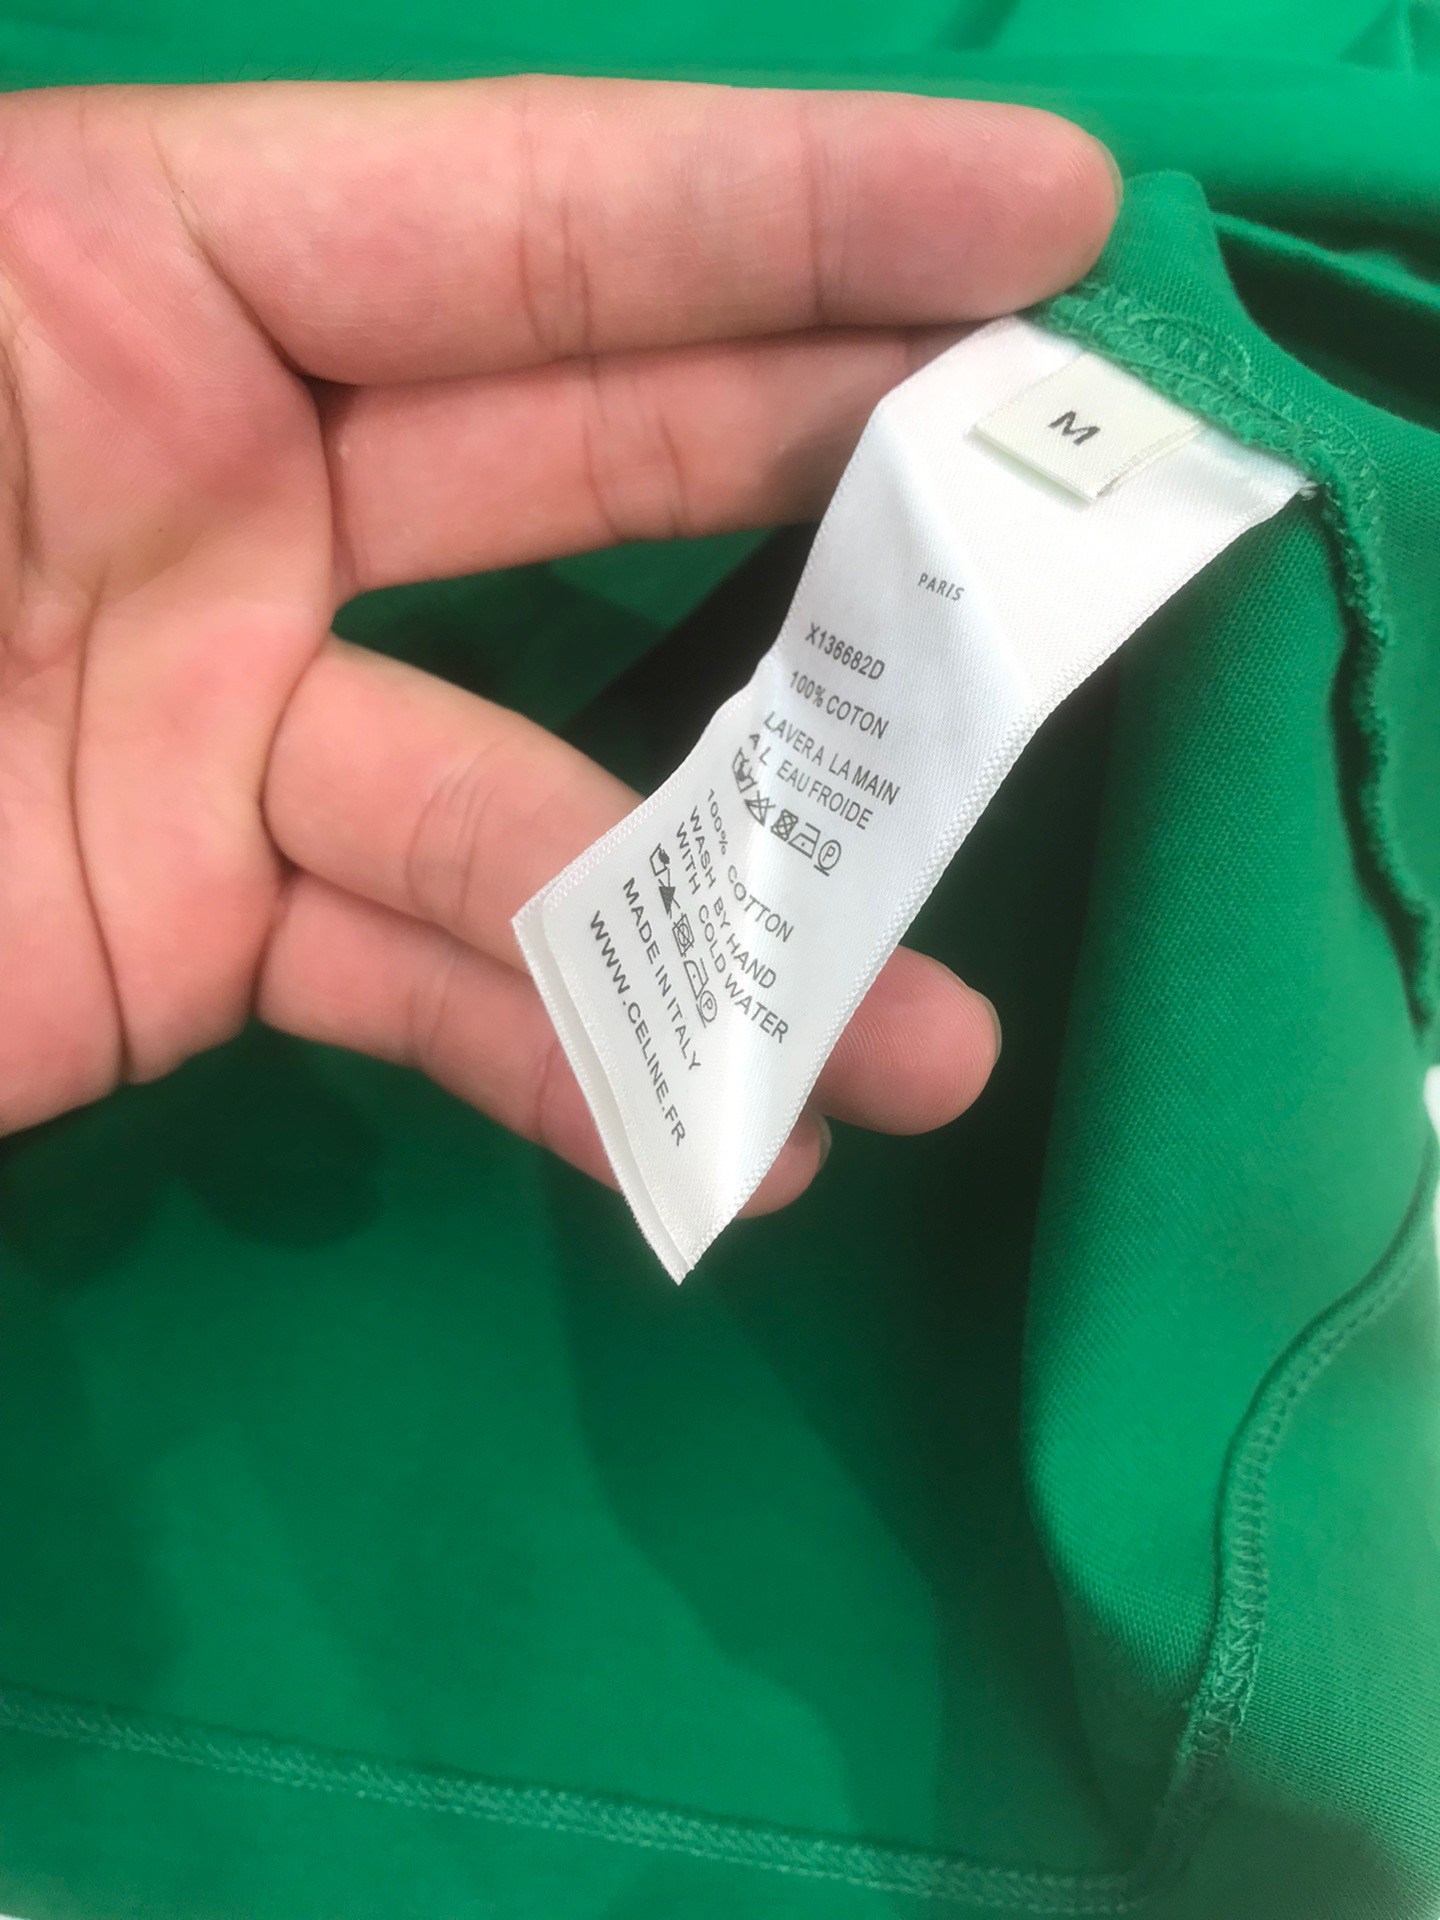 M
PARIS
X136682D
100% COTON
LAVER A LA MAIN
A L EAU FROIDE
P
100% COTTON
WASH BY HAND
WITH COLD WATER
P
MADE IN ITALY
WWW.CELINE.FR